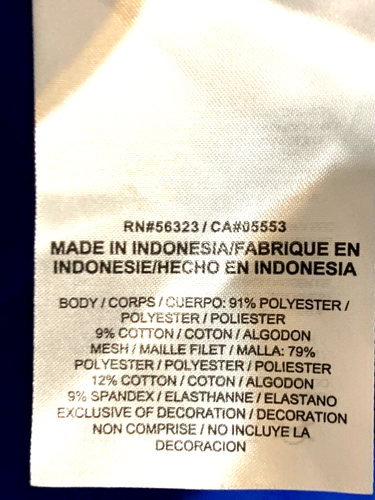 RN#56323 / CA#05553
MADE IN INDONESIA/FABRIQUE EN
INDONESIE/HECHO EN INDONESIA
BODY / CORPS / CUERPO: 91% POLYESTER /
POLYESTER / POLIESTER
9% COTTON / COTON / ALGODON
MESH / MAILLE FILET / MALLA: 79%
POLYESTER / POLYESTER / POLIESTER
12% COTTON / COTON / ALGODON
9% SPANDEX / ELASTHANNE / ELASTANO
EXCLUSIVE OF DECORATION / DECORATION
NON COMPRISE / NO INCLUYE LA
DECORACION